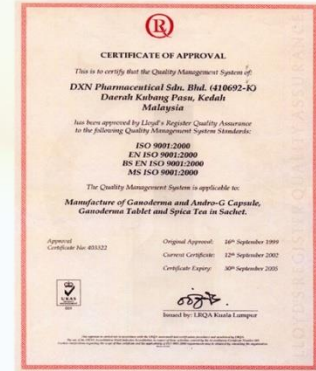 CERTIFICATE OF APPROVAL
This is to certify that the Quality Management System of:
DXN Pharmaceutical Sdn. Bhd. (410692-K)
Daerah Kubang Pasu, Kedah
Malaysia
has been approved by Lloyd's Register Quality Assurance
to the following Quality Management System Standards:
ISO 9001:2000
EN ISO 9001:2000
BS EN ISO 9001:2000
MS ISO 9001:2000
The Quality Management System is applicable to:
Manufacture of Ganoderma and Andro-G Capsule,
Ganoderma Tablet and Spica Tea in Sachet.
Approval
Certificate No: 403322
Original Approval: 16th September 1999
Current Certificate: 12th September 2002
Certificate Expiry: 30th September 2005
Issued by: LRQA Kuala Lumpur
UKAS